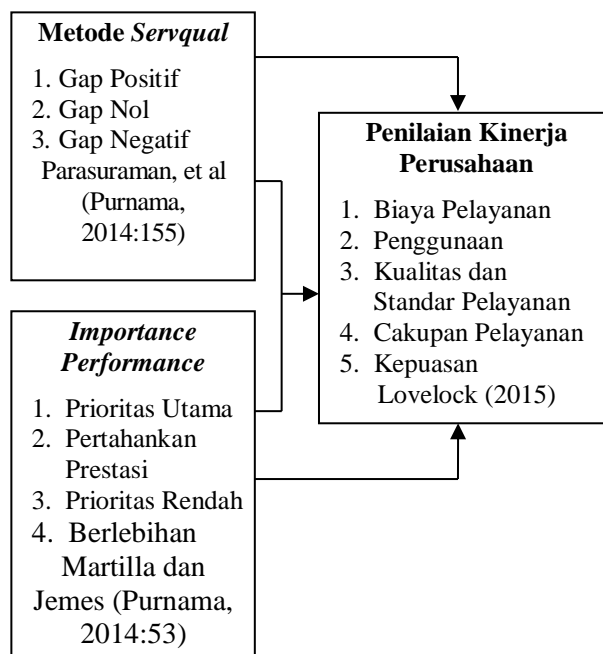 Metode Servqual
1. Gap Positif
2. Gap Nol
3. Gap Negatif
Parasuraman, et al
(Purnama,
2014:155)
Importance
Performance
1. Prioritas Utama
2. Pertahankan
Prestasi
3. Prioritas Rendah
4. Berlebihan
Martilla dan
Jemes (Purnama,
2014:53)
Penilaian Kinerja
Perusahaan
1. Biaya Pelayanan
2. Penggunaan
3. Kualitas dan
Standar Pelayanan
4. Cakupan Pelayanan
5. Kepuasan
Lovelock (2015)